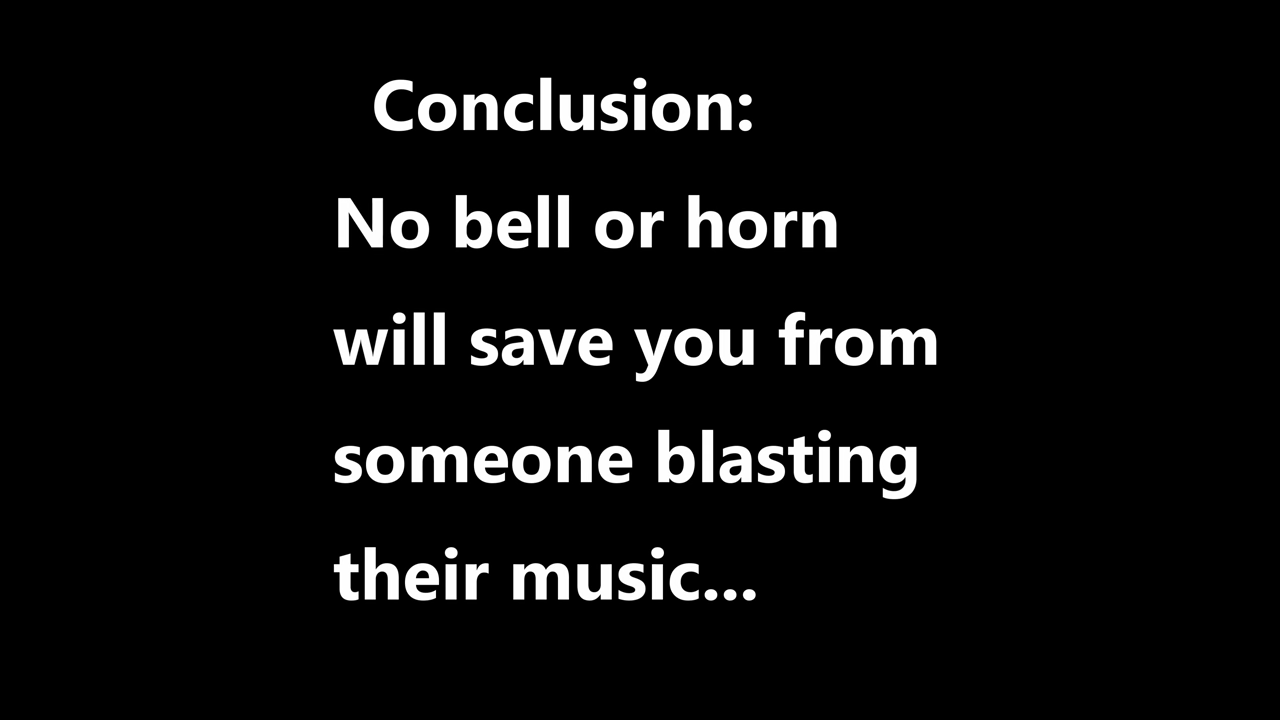 Conclusion:
No bell or horn
will save you from
someone blasting
their music...